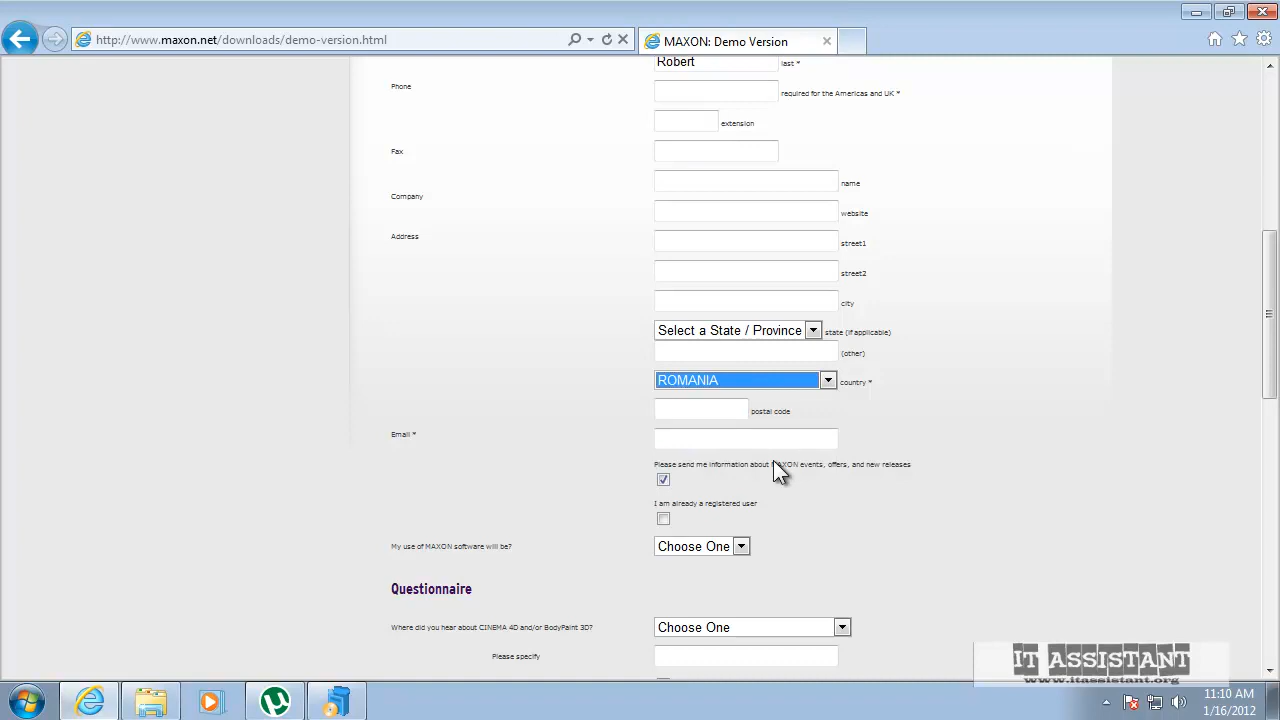 http://www.maxon.net/downloads/demo-version.html
MAXON: Demo Version
Robert
last *
Phone
required for the Americas and UK *
extension
Fax
Company
name
website
Address
street1
street2
city
Select a State / Province
state (if applicable)
(other)
ROMANIA
country *
postal code
Email *
Please send me information about MAXON events, offers, and new releases
I am already a registered user
My use of MAXON software will be?
Choose One
Questionnaire
Where did you hear about CINEMA 4D and/or BodyPaint 3D?
Choose One
Please specify
IT ASSISTANT
www.itassistant.org
11:10 AM
1/16/2012